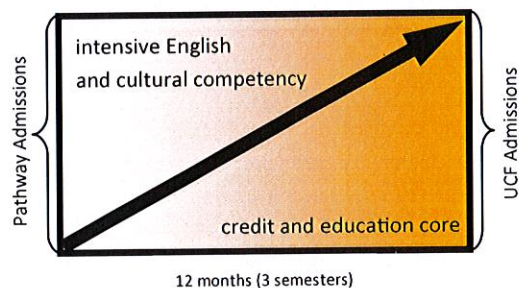 intensive English
and cultural competency
Pathway Admissions
UCF Admissions
credit and education core
12 months (3 semesters)